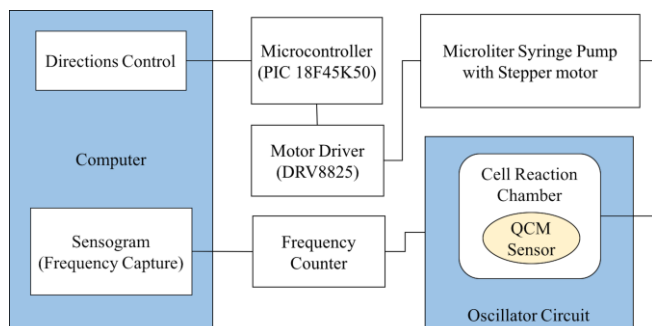 Directions Control
Microcontroller
(PIC 18F45K50)
Microliter Syringe Pump
with Stepper motor
Computer
Motor Driver
(DRV8825)
Cell Reaction
Chamber
QCM
Sensor
Sensogram
(Frequency Capture)
Frequency
Counter
Oscillator Circuit